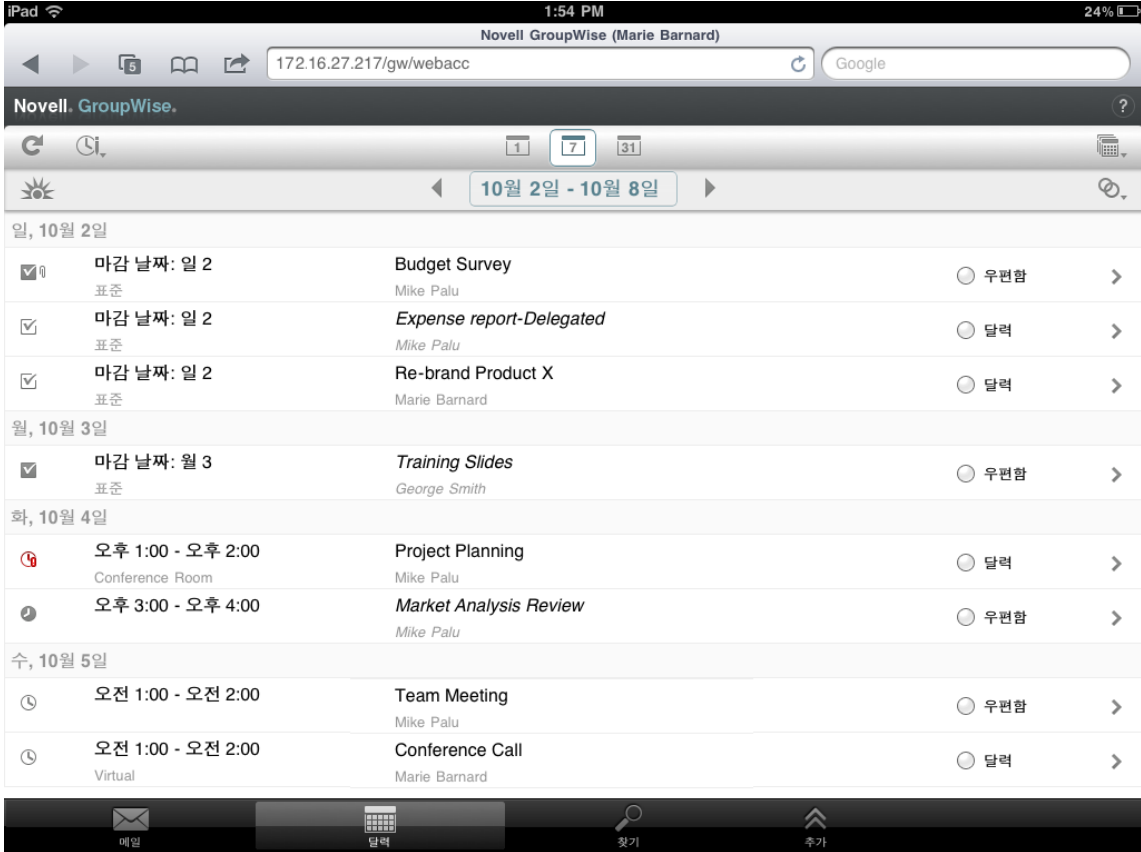 iPad 1:54 PM 24%
Novell GroupWise (Marie Barnard)
5 172.16.27.217/gw/webacc Google
Novell. GroupWise. ?
1 7 31
10월 2일 - 10월 8일
일, 10월 2일
마감 날짜: 일 2 Budget Survey 우편함
표준 Mike Palu
마감 날짜: 일 2 Expense report-Delegated 달력
표준 Mike Palu
마감 날짜: 일 2 Re-brand Product X 달력
표준 Marie Barnard
월, 10월 3일
마감 날짜: 월 3 Training Slides 우편함
표준 George Smith
화, 10월 4일
오후 1:00 - 오후 2:00 Project Planning 달력
Conference Room Mike Palu
오후 3:00 - 오후 4:00 Market Analysis Review 우편함
Mike Palu
수, 10월 5일
오전 1:00 - 오전 2:00 Team Meeting 우편함
Mike Palu
오전 1:00 - 오전 2:00 Conference Call 달력
Virtual Marie Barnard
메일 달력 찾기 추가